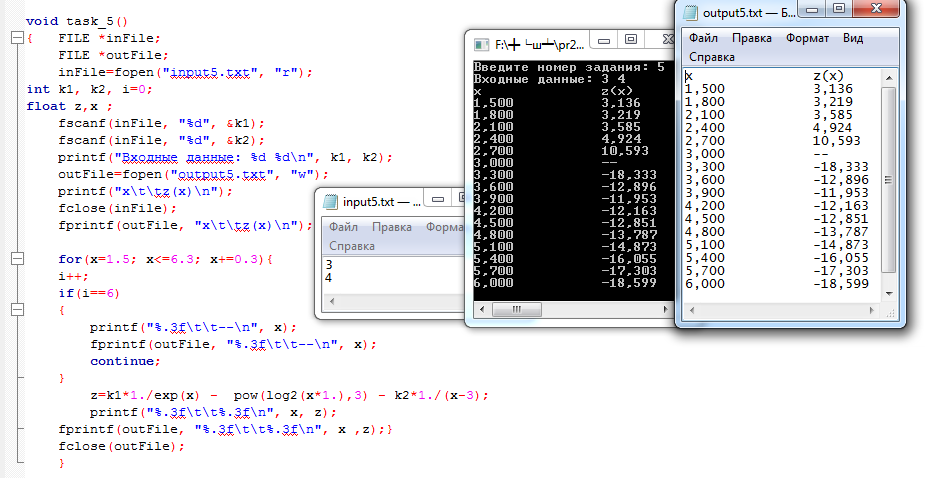 void task_5()
{   FILE *inFile;
    FILE *outFile;
    inFile=fopen("input5.txt", "r");
int k1, k2, i=0;
float z,x ;
    fscanf(inFile, "%d", &k1);
    fscanf(inFile, "%d", &k2);
    printf("Входные данные: %d %d\n", k1, k2);
    outFile=fopen("output5.txt", "w");
    printf("x\t\tz(x)\n");
    fclose(inFile);
    fprintf(outFile, "x\t\tz(x)\n");
    for(x=1.5; x<=6.3; x+=0.3){
    i++;
    if(i==6)
    {
        printf("%.3f\t\t--\n", x);
        fprintf(outFile, "%.3f\t\t--\n", x);
        continue;
    }
        z=k1*1./exp(x) -  pow(log2(x*1.),3) - k2*1./(x-3);
        printf("%.3f\t\t%.3f\n", x, z);
    fprintf(outFile, "%.3f\t\t%.3f\n", x ,z);}
    fclose(outFile);
    }
input5.txt — ...
Файл Правка Форма
Справка
3
4
\pr2...
Введите номер задания: 5
Входные данные: 3 4
x z(x)
1,500 3,136
1,800 3,219
2,100 3,585
2,400 4,924
2,700 10,593
3,000 --
3,300 -18,333
3,600 -12,896
3,900 -11,953
4,200 -12,163
4,500 -12,851
4,800 -13,787
5,100 -14,873
5,400 -16,055
5,700 -17,303
6,000 -18,599
output5.txt — Б...
Файл Правка Формат Вид
Справка
x z(x)
1,500 3,136
1,800 3,219
2,100 3,585
2,400 4,924
2,700 10,593
3,000 --
3,300 -18,333
3,600 -12,896
3,900 -11,953
4,200 -12,163
4,500 -12,851
4,800 -13,787
5,100 -14,873
5,400 -16,055
5,700 -17,303
6,000 -18,599